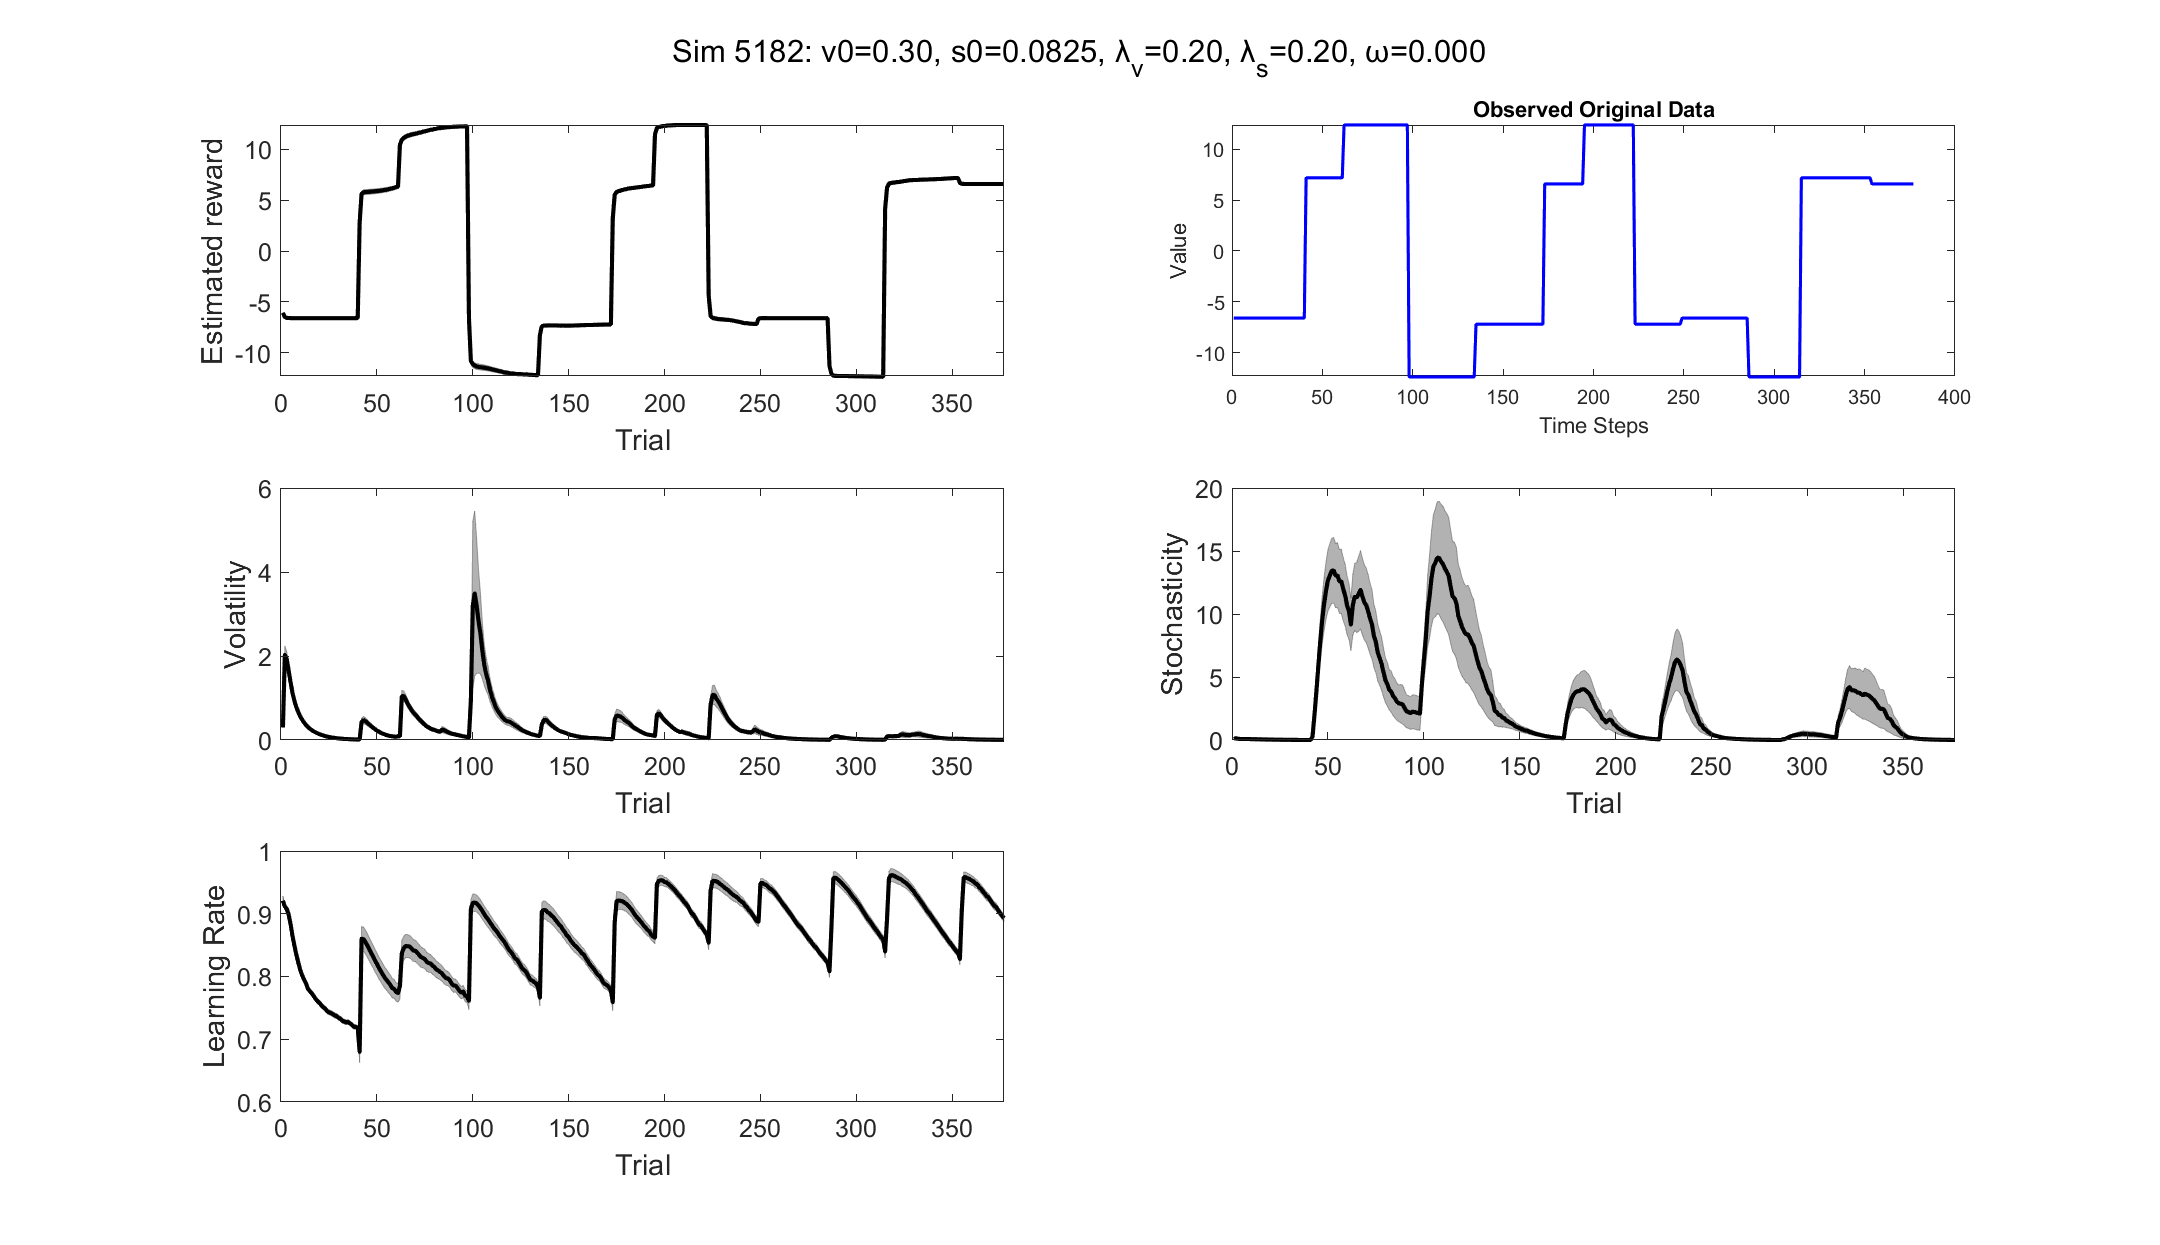 Sim 5182: v0=0.30, s0=0.0825, λ_v=0.20, λ_s=0.20, ω=0.000
Estimated reward
10
5
0
-5
-10
0 50 100 150 200 250 300 350
Trial
Observed Original Data
Value
10
5
0
-5
-10
0 50 100 150 200 250 300 350 400
Time Steps
Volatility
6
4
2
0
0 50 100 150 200 250 300 350
Trial
Stochasticity
20
15
10
5
0
0 50 100 150 200 250 300 350
Trial
Learning Rate
1
0.9
0.8
0.7
0.6
0 50 100 150 200 250 300 350
Trial